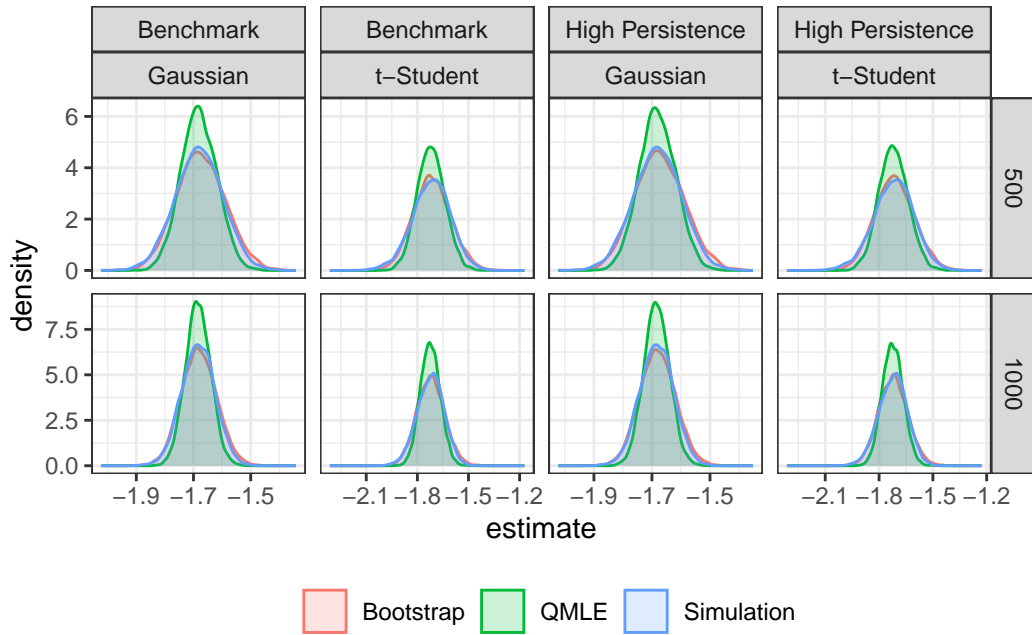 Benchmark Benchmark High Persistence High Persistence
Gaussian t−Student Gaussian t−Student
6
4
2
0
500
density
7.5
5.0
2.5
0.0
1000
−1.9 −1.7 −1.5 −2.1 −1.8 −1.5 −1.2 −1.9 −1.7 −1.5 −2.1 −1.8 −1.5 −1.2
estimate
Bootstrap QMLE Simulation